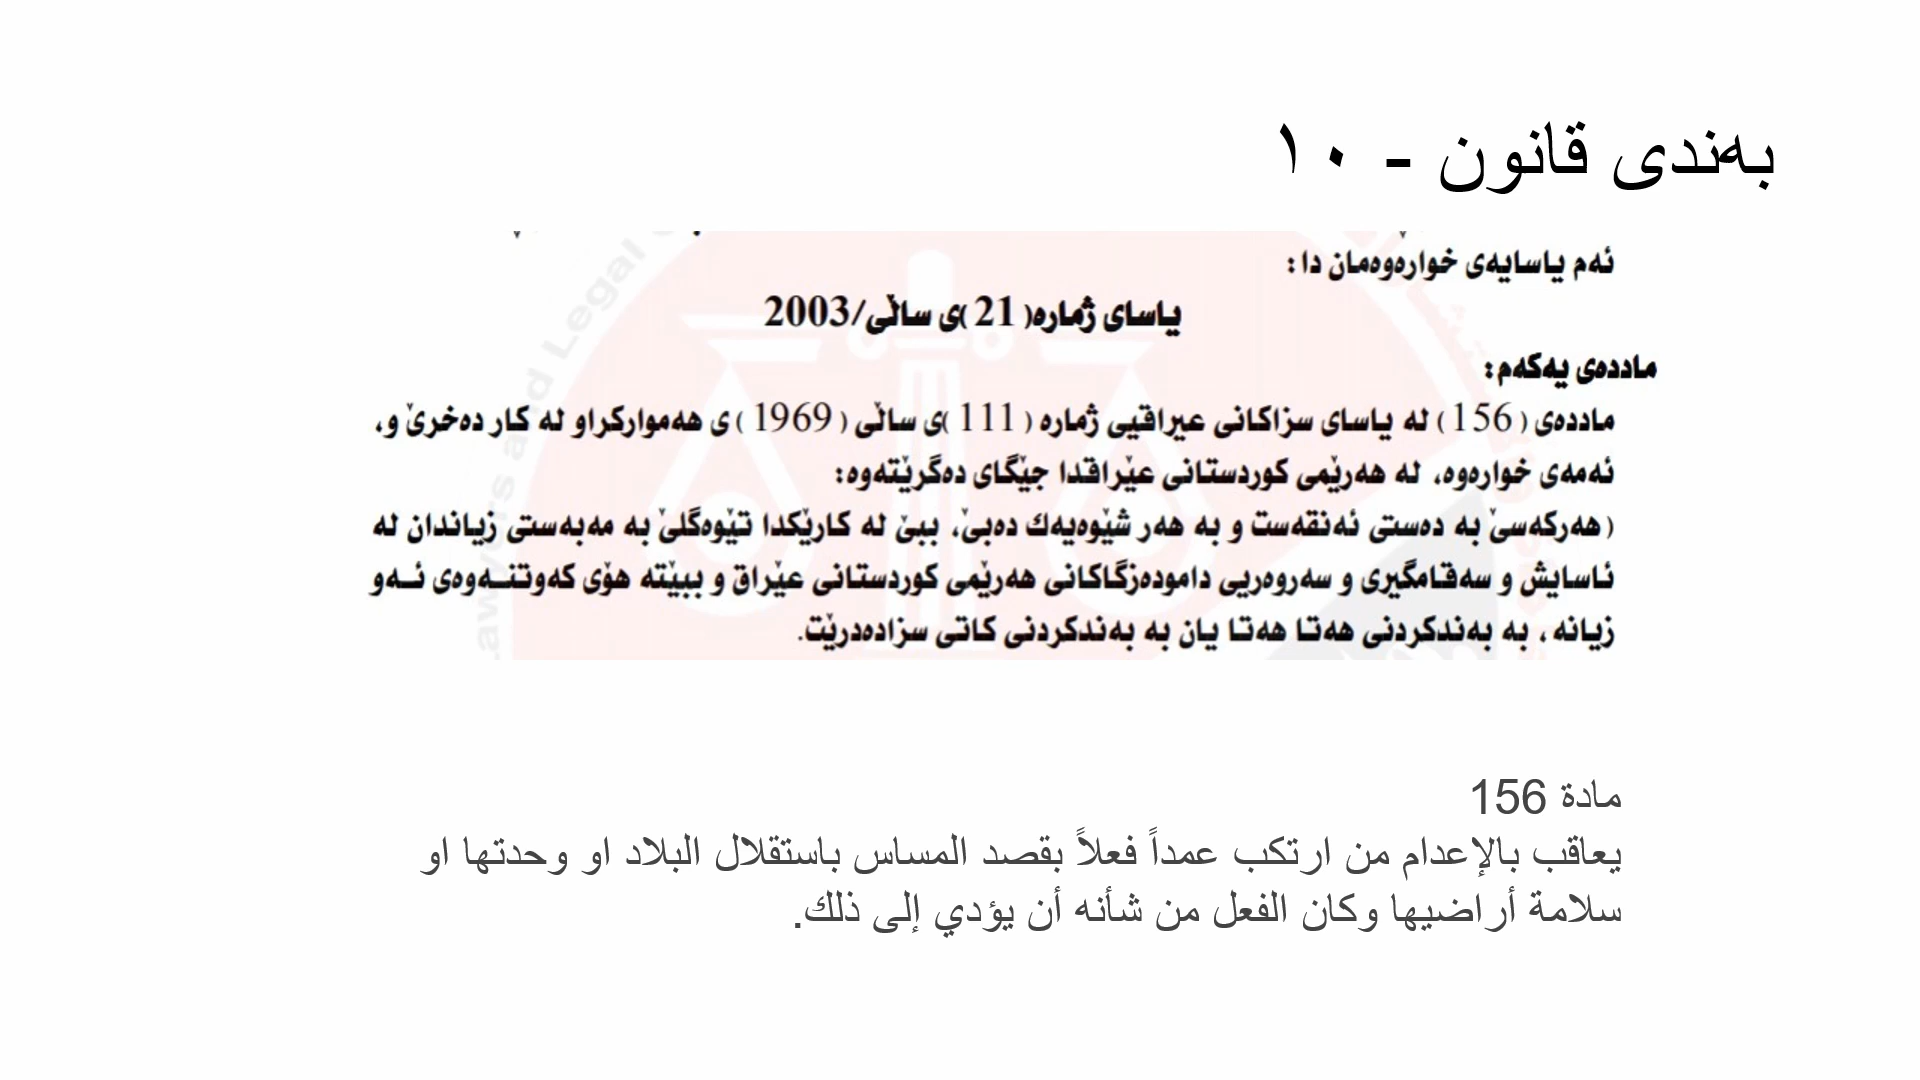 بەندی قانون - ١٠
ئەم یاسایەی خوارەوەمان دا :
یاسای ژمارە( 21 )ی ساڵی/2003
ماددەی یەکەم :
ماددەی ( 156 ) لە یاسای سزاکانی عیراقیی ژمارە ( 111 )ی ساڵی ( 1969 ) ی هەموارکراو لە کار دەخرێ و،
ئەمەی خوارەوە، لە هەرێمی کوردستانی عێراقدا جێگای دەگرێتەوە:
( هەرکەسێ بە دەستی ئەنقەست و بە هەر شێوەیەك دەبێ، ببێ لە کارێکدا تێوەگلێ بە مەبەستی زیاندان لە
ئاسایش و سەقامگیری و سەروەریی دامودەزگاکانی هەرێمی کوردستانی عێراق و ببێتە هۆی کەوتنـەوەی ئـەو
زیانە ، بە بەندکردنی هەتا هەتا یان بە بەندکردنی کاتی سزادەدرێت.
Lawyers and Legal
مادة 156
يعاقب بالإعدام من ارتكب عمداً فعلاً بقصد المساس باستقلال البلاد او وحدتها او
سلامة أراضيها وكان الفعل من شأنه أن يؤدي إلى ذلك.